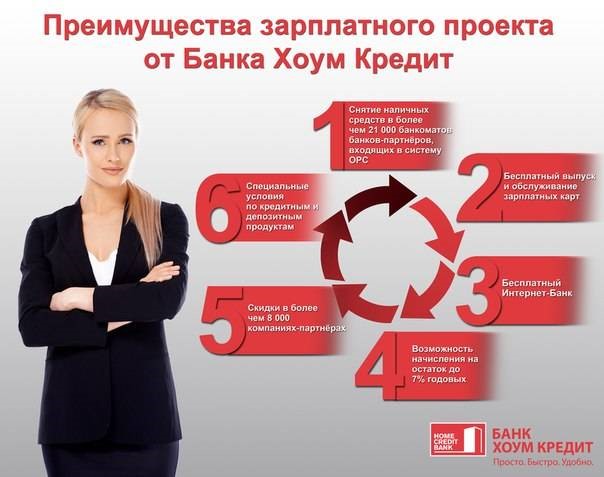 Преимущества зарплатного проекта
от Банка Хоум Кредит
1
Снятие наличных
средств в более
чем 21 000 банкоматов
банков-партнёров,
входящих в систему
ОРС
2
Бесплатный выпуск
и обслуживание
зарплатных карт
3
Бесплатный
Интернет-Банк
4
Возможность
начисления на
остаток до
7% годовых
5
Скидки в более
чем 8 000
компаниях-партнёрах
6
Специальные
условия
по кредитным и
депозитным
продуктам
HOME
CREDIT
BANK
БАНК
ХОУМ КРЕДИТ
Просто. Быстро. Удобно.